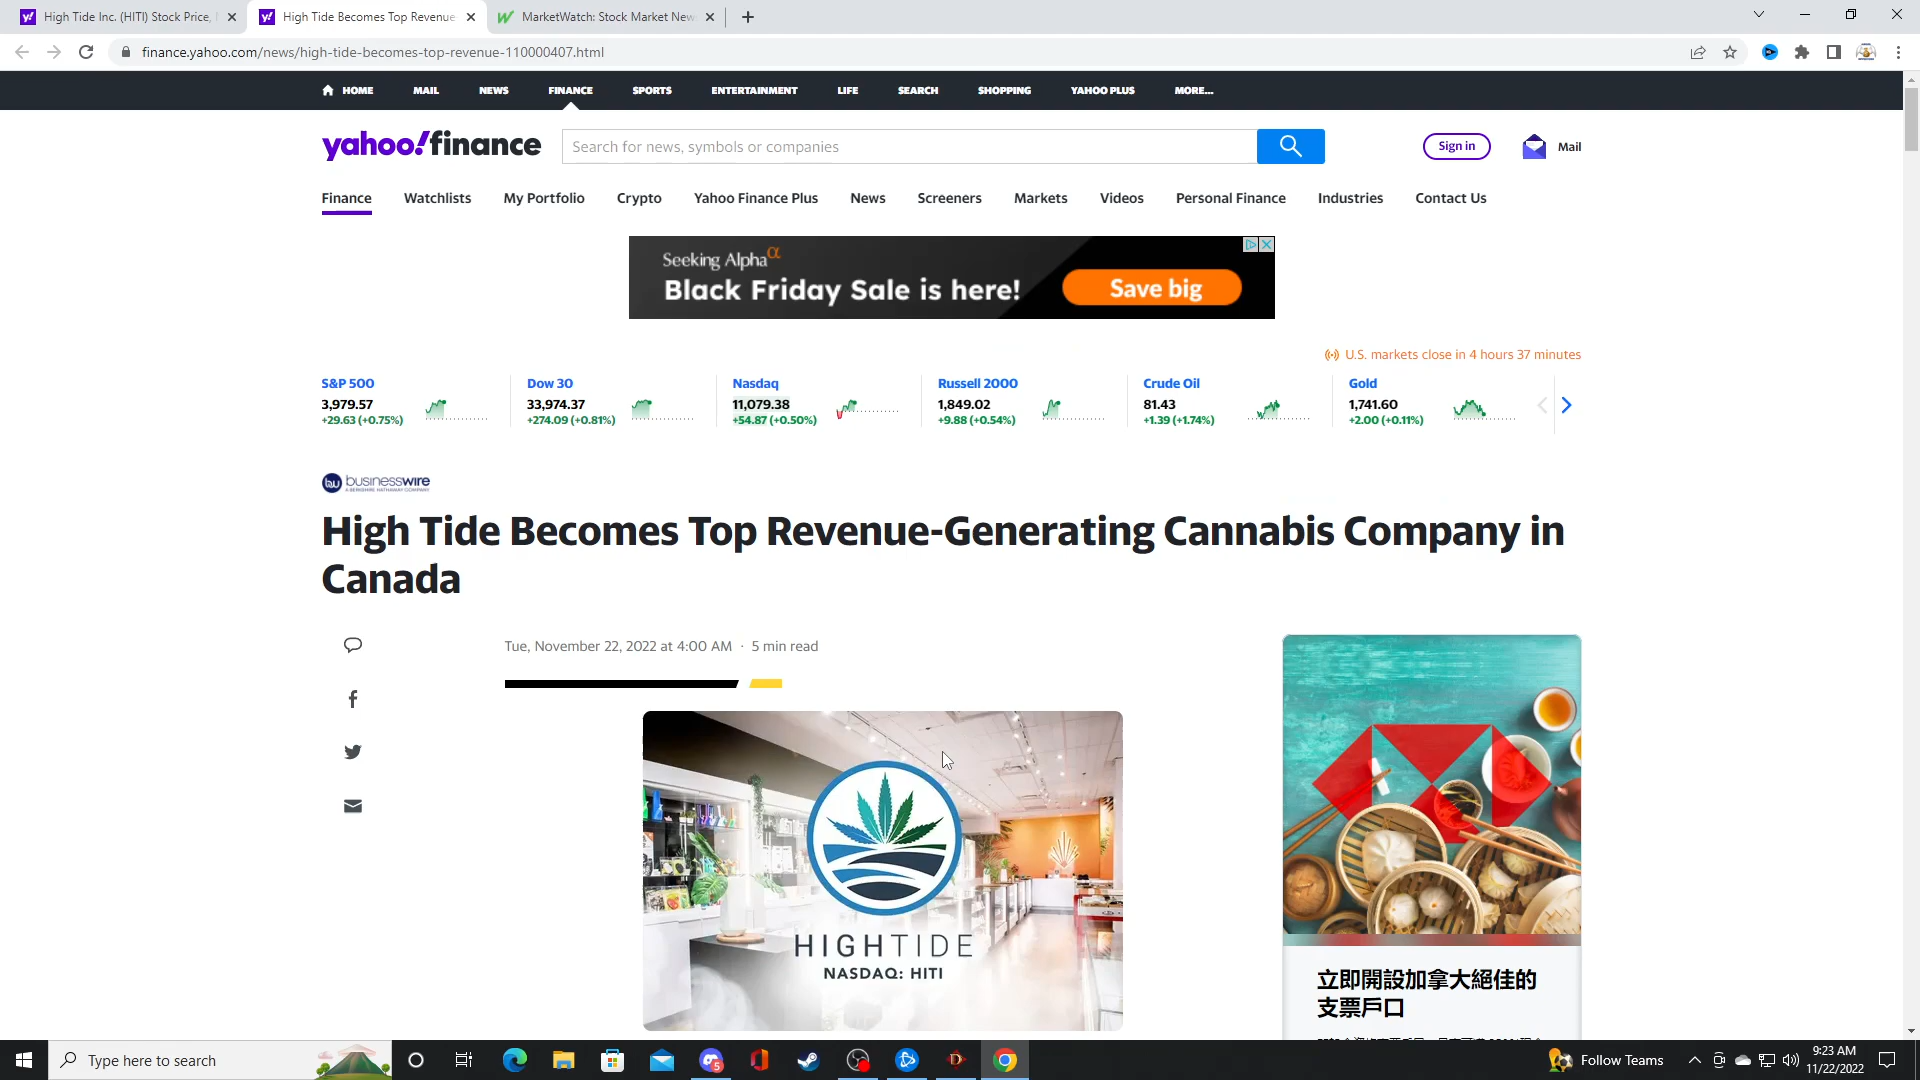 High Tide Inc. (HITI) Stock Price,
High Tide Becomes Top Revenue
MarketWatch: Stock Market New
finance.yahoo.com/news/high-tide-becomes-top-revenue-110000407.html
HOME MAIL NEWS FINANCE SPORTS ENTERTAINMENT LIFE SEARCH SHOPPING YAHOO PLUS MORE...
yahoo!finance
Search for news, symbols or companies
Sign in
Mail
Finance Watchlists My Portfolio Crypto Yahoo Finance Plus News Screeners Markets Videos Personal Finance Industries Contact Us
Seeking Alphaα
Black Friday Sale is here!
Save big
U.S. markets close in 4 hours 37 minutes
S&P 500
3,979.57
+29.63 (+0.75%)
Dow 30
33,974.37
+274.09 (+0.81%)
Nasdaq
11,079.38
+54.87 (+0.50%)
Russell 2000
1,849.02
+9.88 (+0.54%)
Crude Oil
81.43
+1.39 (+1.74%)
Gold
1,741.60
+2.00 (+0.11%)
bw businesswire
A BERKSHIRE HATHAWAY COMPANY
High Tide Becomes Top Revenue-Generating Cannabis Company in
Canada
Tue, November 22, 2022 at 4:00 AM · 5 min read
HIGHTIDE
NASDAQ: HITI
立即開設加拿大絕佳的
支票戶口
Type here to search
5
Follow Teams
9:23 AM
11/22/2022